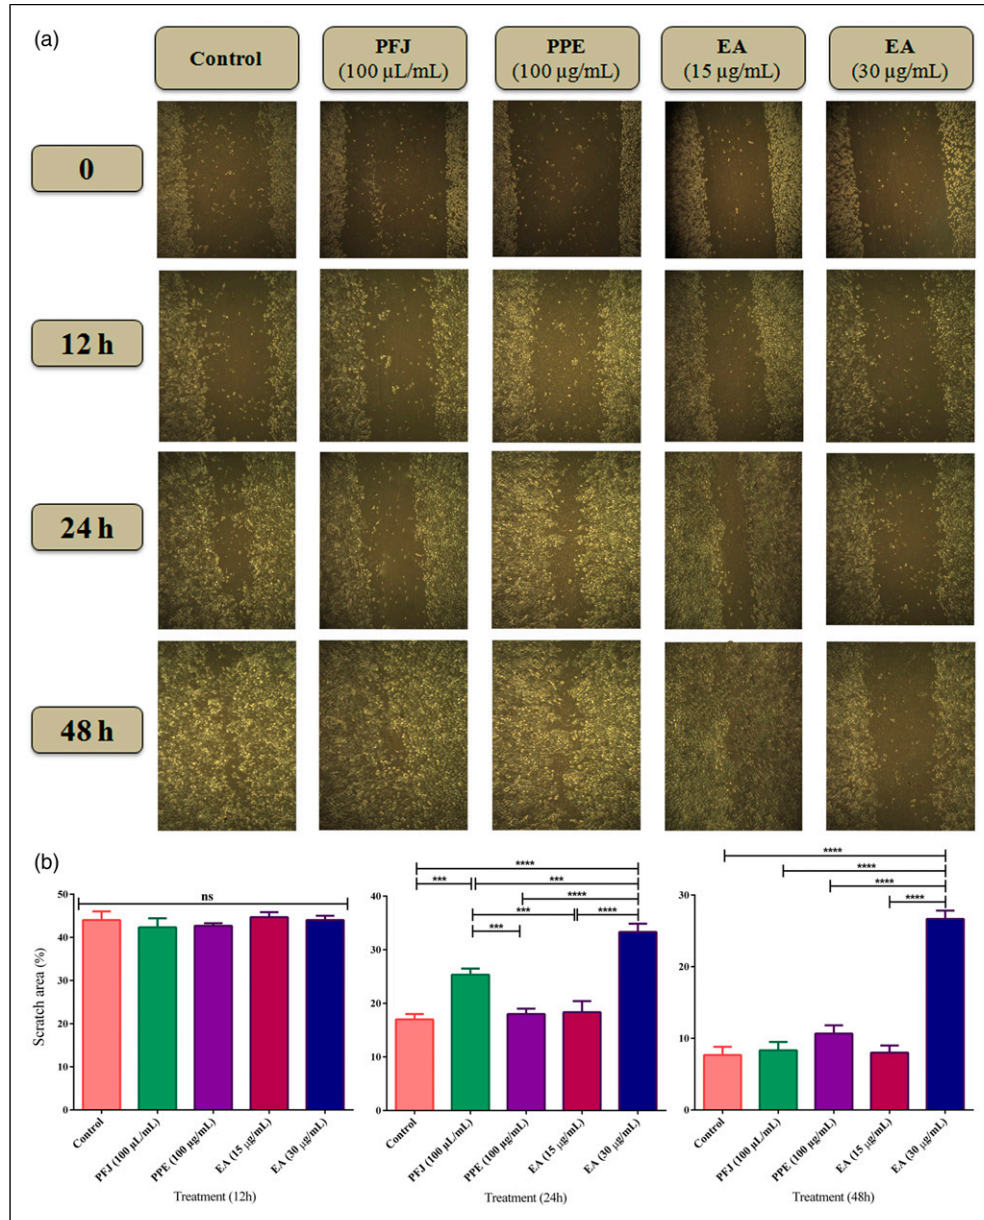 (a)
Control
PFJ
(100 µL/mL)
PPE
(100 µg/mL)
EA
(15 µg/mL)
EA
(30 µg/mL)
0
12 h
24 h
48 h
(b)
Scratch area (%)
50
40
30
20
10
0
ns
Control
PFJ (100 µL/mL)
PPE (100 µg/mL)
EA (15 µg/mL)
EA (30 µg/mL)
Treatment (12h)
40
30
20
10
0
****
*** ***
****
*** ****
***
Control
PFJ (100 µL/mL)
PPE (100 µg/mL)
EA (15 µg/mL)
EA (30 µg/mL)
Treatment (24h)
30
20
10
0
****
****
****
****
Control
PFJ (100 µL/mL)
PPE (100 µg/mL)
EA (15 µg/mL)
EA (30 µg/mL)
Treatment (48h)